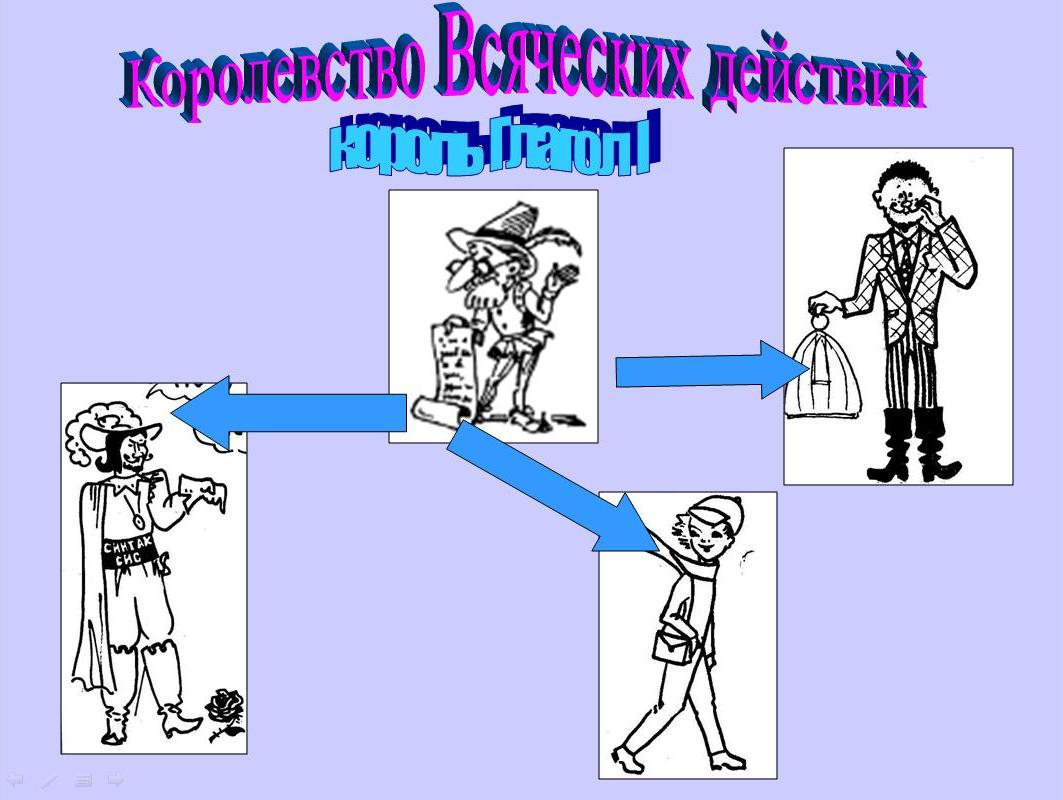 Королевство Всяческих действий
король Глагол I
СИНТАК
СИС